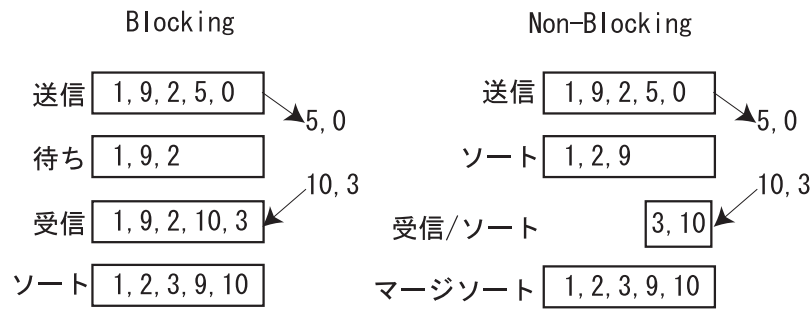 Blocking
送信 1,9,2,5,0
5,0
待ち 1,9,2
10,3
受信 1,9,2,10,3
ソート 1,2,3,9,10
Non-Blocking
送信 1,9,2,5,0
5,0
ソート 1,2,9
10,3
受信/ソート 3,10
マージソート 1,2,3,9,10